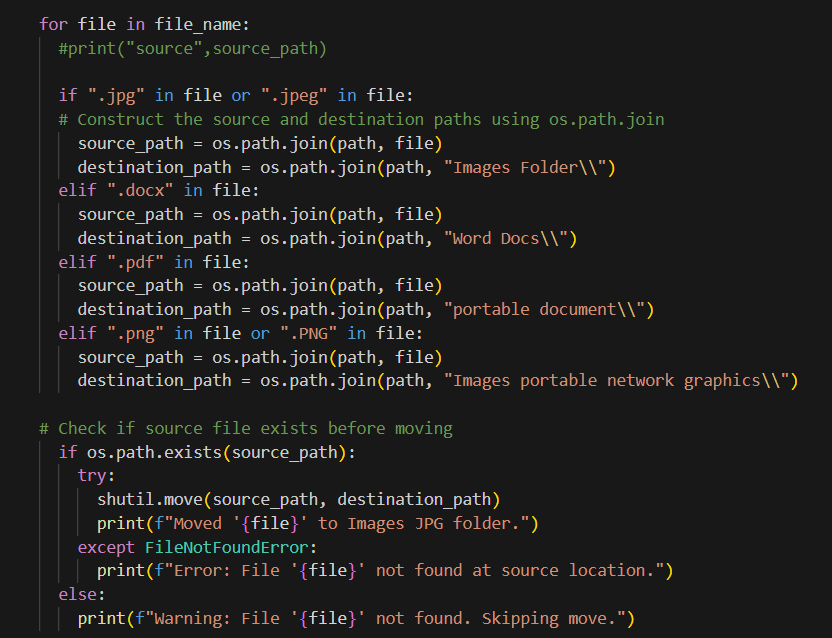 for file in file_name:
#print("source",source_path)
if ".jpg" in file or ".jpeg" in file:
# Construct the source and destination paths using os.path.join
source_path = os.path.join(path, file)
destination_path = os.path.join(path, "Images Folder\\")
elif ".docx" in file:
source_path = os.path.join(path, file)
destination_path = os.path.join(path, "Word Docs\\")
elif ".pdf" in file:
source_path = os.path.join(path, file)
destination_path = os.path.join(path, "portable document\\")
elif ".png" in file or ".PNG" in file:
source_path = os.path.join(path, file)
destination_path = os.path.join(path, "Images portable network graphics\\")
# Check if source file exists before moving
if os.path.exists(source_path):
try:
shutil.move(source_path, destination_path)
print(f"Moved '{file}' to Images JPG folder.")
except FileNotFoundError:
print(f"Error: File '{file}' not found at source location.")
else:
print(f"Warning: File '{file}' not found. Skipping move.")